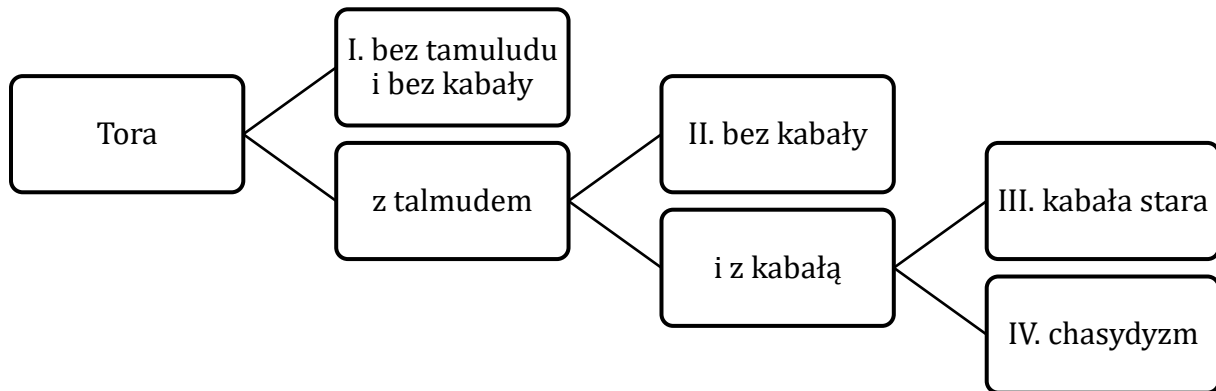 Tora
I. bez tamuludu
i bez kabały
z talmudem
II. bez kabały
i z kabałą
III. kabała stara
IV. chasydyzm